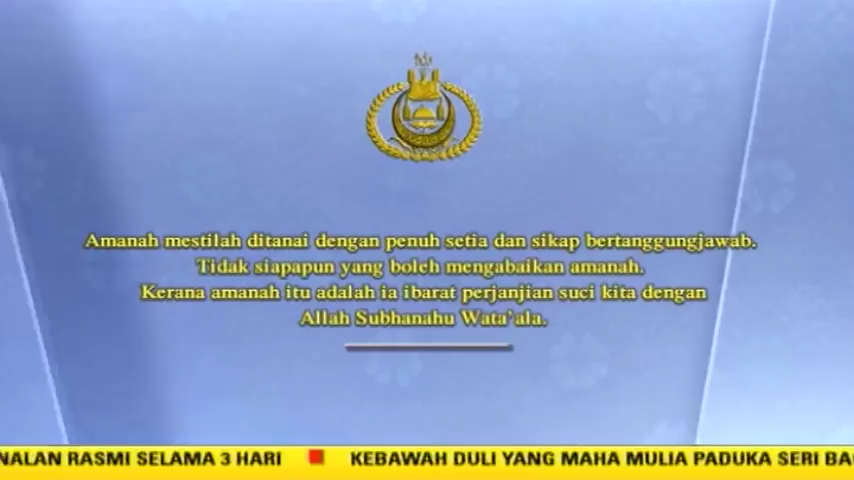 Amanah mestilah ditanai dengan penuh setia dan sikap bertanggungjawab.
Tidak siapapun yang boleh mengabaikan amanah.
Kerana amanah itu adalah ia ibarat perjanjian suci kita dengan
Allah Subhanahu Wata'ala.
NALAN RASMI SELAMA 3 HARI KEBAWAH DULI YANG MAHA MULIA PADUKA SERI BAG